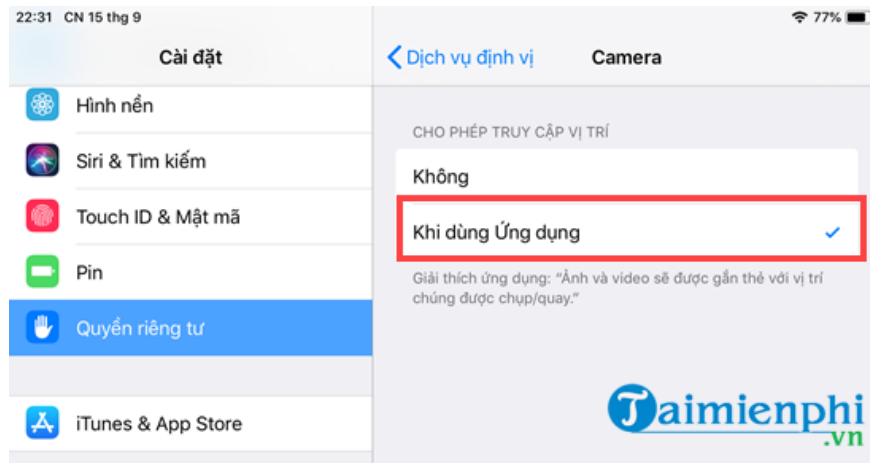 22:31 CN 15 thg 9
77%
Cài đặt
Hình nền
Siri & Tìm kiếm
Touch ID & Mật mã
Pin
Quyền riêng tư
iTunes & App Store
Dịch vụ định vị
Camera
CHO PHÉP TRUY CẬP VỊ TRÍ
Không
Khi dùng Ứng dụng
Giải thích ứng dụng: “Ảnh và video sẽ được gắn thẻ với vị trí
chúng được chụp/quay.”
Taimienphi
.vn